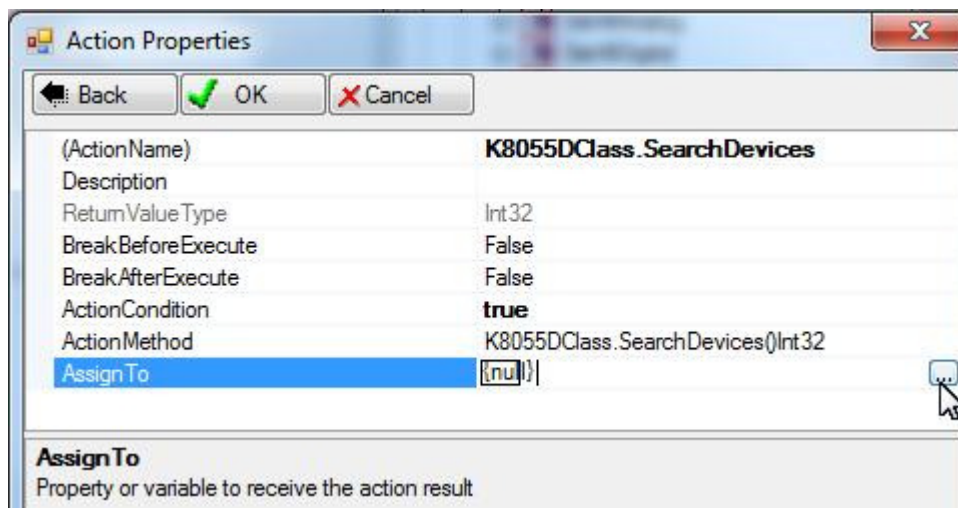 Action Properties
Back OK Cancel
(ActionName) K8055DClass.SearchDevices
Description
ReturnValueType Int32
BreakBeforeExecute False
BreakAfterExecute False
ActionCondition true
ActionMethod K8055DClass.SearchDevices()Int32
AssignTo {null} ...
AssignTo
Property or variable to receive the action result